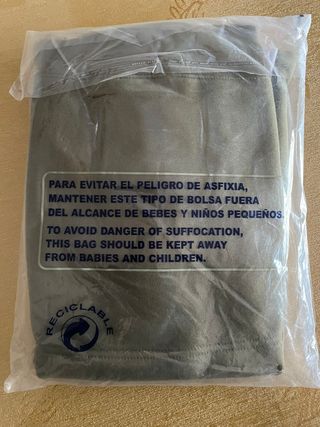 PARA EVITAR EL PELIGRO DE ASFIXIA,
MANTENER ESTE TIPO DE BOLSA FUERA
DEL ALCANCE DE BEBES Y NIÑOS PEQUEÑOS.
TO AVOID DANGER OF SUFFOCATION,
THIS BAG SHOULD BE KEPT AWAY
FROM BABIES AND CHILDREN.
RECICLABLE